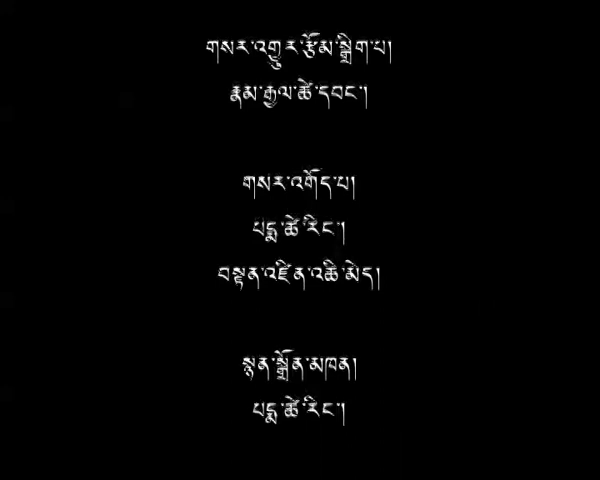 གསར་འགྱུར་རྩོམ་སྒྲིག་པ།
རྣམ་རྒྱལ་ཚེ་དབང་།
གསར་འགོད་པ།
པདྨ་ཚེ་རིང་།
བསྟན་འཛིན་འཆི་མེད།
སྙན་སྒྲོན་མཁན།
པདྨ་ཚེ་རིང་།